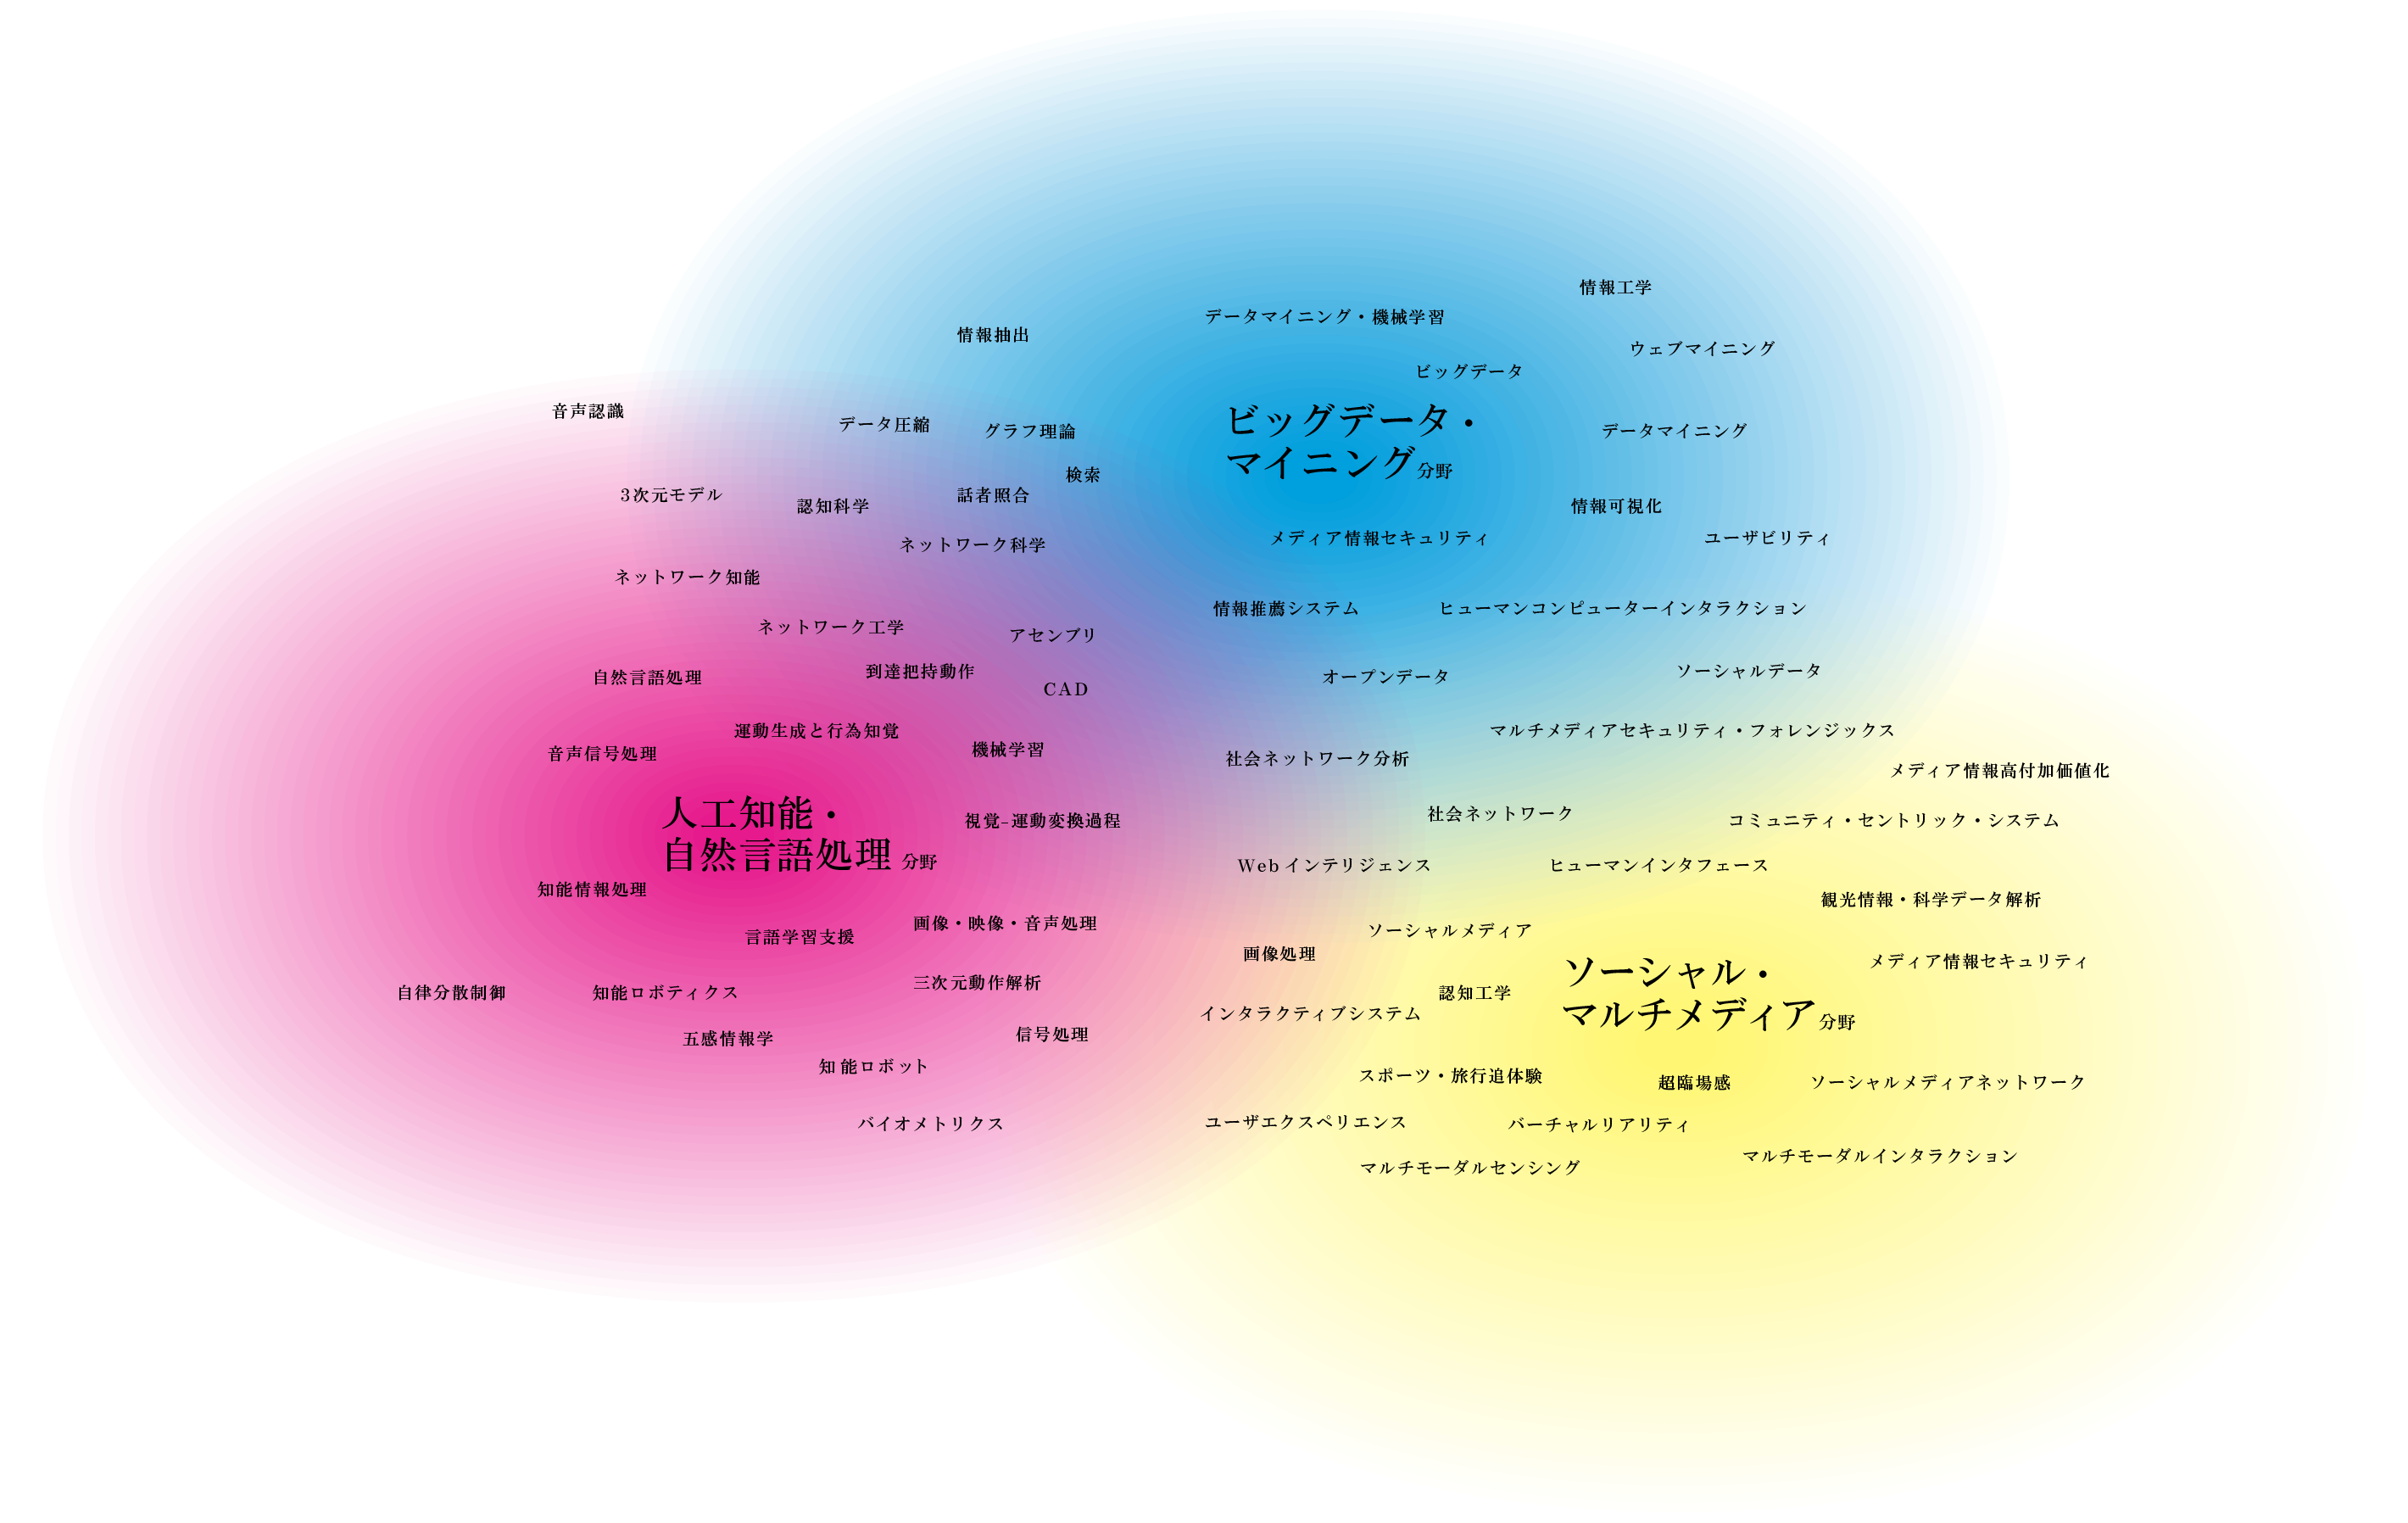 情報工学
データマイニング・機械学習
情報抽出
ウェブマイニング
ビッグデータ
音声認識
データ圧縮
グラフ理論
ビッグデータ・
マイニング分野
データマイニング
検索
3次元モデル
認知科学
話者照合
情報可視化
ネットワーク科学
メディア情報セキュリティ
ユーザビリティ
ネットワーク知能
情報推薦システム
ヒューマンコンピューターインタラクション
ネットワーク工学
アセンブリ
自然言語処理
到達把持動作
CAD
オープンデータ
ソーシャルデータ
運動生成と行為知覚
マルチメディアセキュリティ・フォレンジックス
音声信号処理
機械学習
社会ネットワーク分析
メディア情報高付加価値化
人工知能・
自然言語処理 分野
視覚–運動変換過程
社会ネットワーク
コミュニティ・セントリック・システム
Webインテリジェンス
ヒューマンインタフェース
知能情報処理
観光情報・科学データ解析
言語学習支援
画像・映像・音声処理
ソーシャルメディア
画像処理
ソーシャル・
マルチメディア分野
メディア情報セキュリティ
自律分散制御
知能ロボティクス
三次元動作解析
認知工学
インタラクティブシステム
五感情報学
信号処理
知能ロボット
スポーツ・旅行追体験
超臨場感
ソーシャルメディアネットワーク
バイオメトリクス
ユーザエクスペリエンス
バーチャルリアリティ
マルチモーダルセンシング
マルチモーダルインタラクション